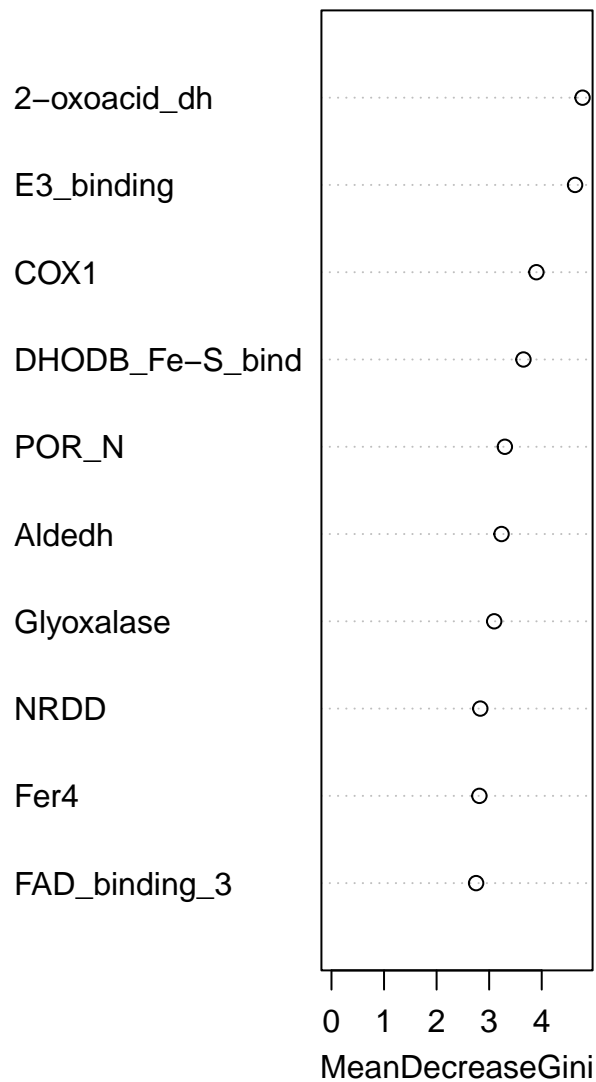 2−oxoacid_dh
E3_binding
COX1
DHODB_Fe−S_bind
POR_N
Aldedh
Glyoxalase
NRDD
Fer4
FAD_binding_3
0 1 2 3 4
MeanDecreaseGini